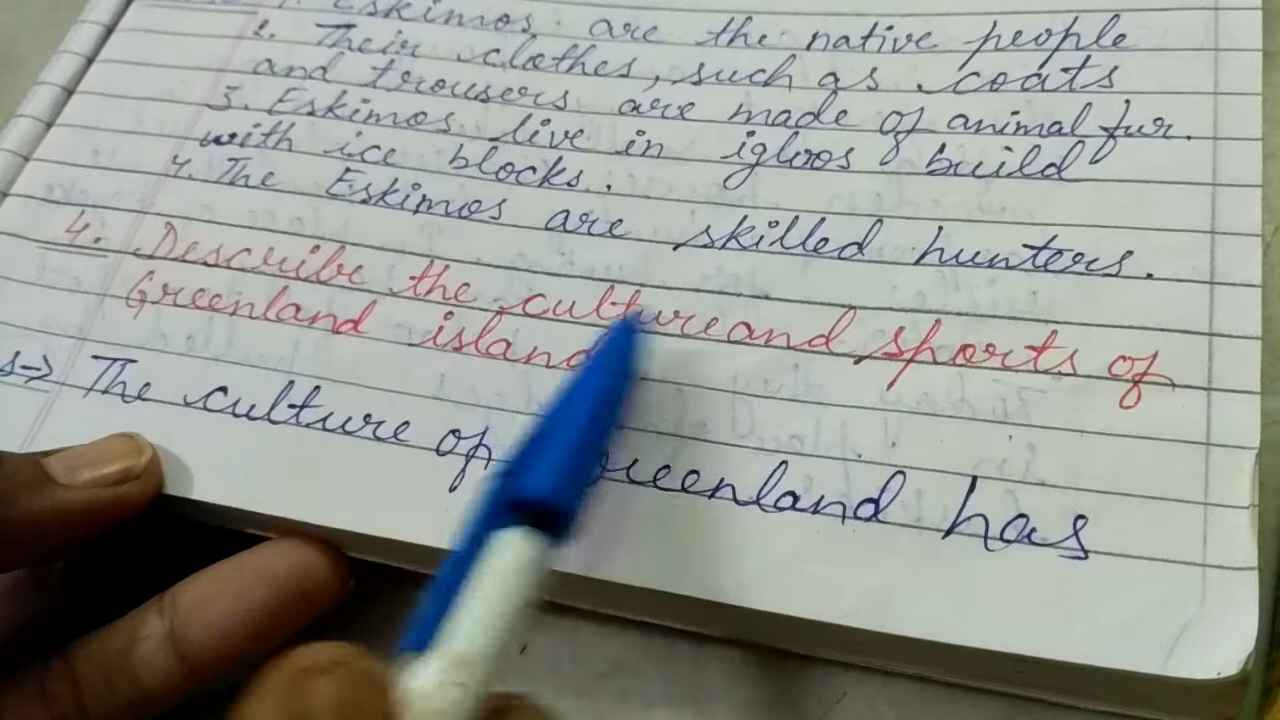 1. Eskimos are the native people
2. Their clothes, such as coats
and trousers are made of animal fur.
3. Eskimos live in igloos build
with ice blocks.
4. The Eskimos are skilled hunters.
4. Describe the culture and sports of
Greenland island
The culture of Greenland has